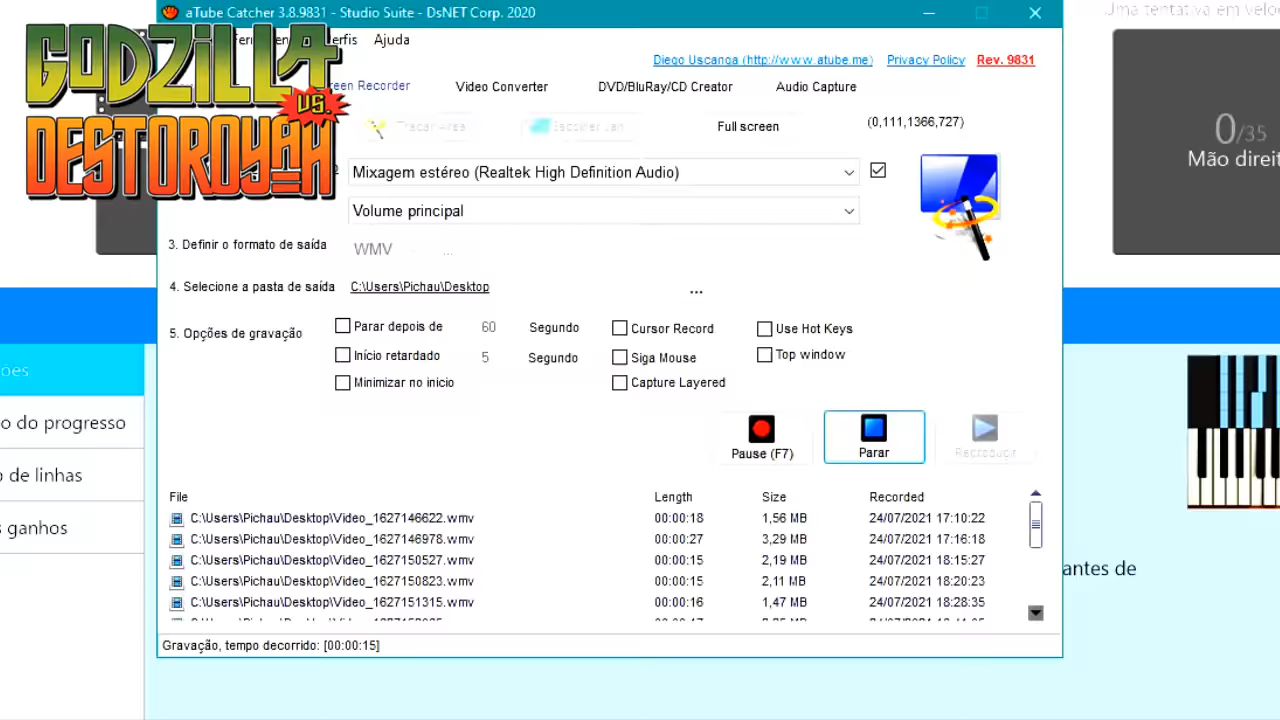 aTube Catcher 3.8.9831 - Studio Suite - DsNET Corp. 2020
Uma tentativa em
GODZILLA
VS.
DESTOROYAH
Ajuda
Diego Uscanga (http://www.atube.me) Privacy Policy Rev. 9831
Recorder Video Converter DVD/BluRay/CD Creator Audio Capture
Full screen (0,111,1366,727)
0/35
Mão
Mixagem estéreo (Realtek High Definition Audio)
Volume principal
3. Definir o formato de saída WMV ...
4. Selecione a pasta de saída C:\Users\Pichau\Desktop ...
5. Opções de gravação
Parar depois de 60 Segundo Cursor Record Use Hot Keys
Início retardado 5 Segundo Siga Mouse Top window
Minimizar no inicio Capture Layered
o do progresso
de linhas
ganhos
Pause (F7) Parar Reproduzir
File Length Size Recorded
C:\Users\Pichau\Desktop\Video_1627146622.wmv 00:00:18 1,56 MB 24/07/2021 17:10:22
C:\Users\Pichau\Desktop\Video_1627146978.wmv 00:00:27 3,29 MB 24/07/2021 17:16:18
C:\Users\Pichau\Desktop\Video_1627150527.wmv 00:00:15 2,19 MB 24/07/2021 18:15:27
C:\Users\Pichau\Desktop\Video_1627150823.wmv 00:00:15 2,11 MB 24/07/2021 18:20:23
C:\Users\Pichau\Desktop\Video_1627151315.wmv 00:00:16 1,47 MB 24/07/2021 18:28:35
antes de
Gravação, tempo decorrido: [00:00:15]